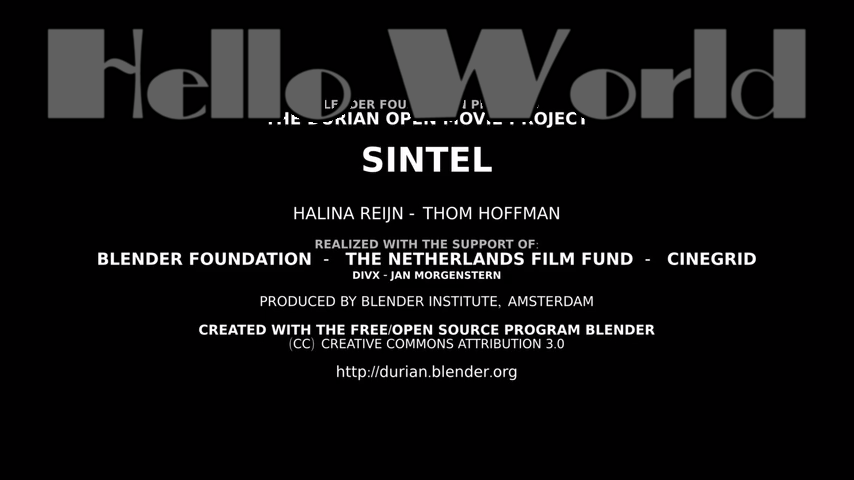 Hello World
THE DURIAN OPEN MOVIE PROJECT
SINTEL
HALINA REIJN - THOM HOFFMAN
REALIZED WITH THE SUPPORT OF:
BLENDER FOUNDATION - THE NETHERLANDS FILM FUND - CINEGRID
DIVX - JAN MORGENSTERN
PRODUCED BY BLENDER INSTITUTE, AMSTERDAM
CREATED WITH THE FREE/OPEN SOURCE PROGRAM BLENDER
(CC) CREATIVE COMMONS ATTRIBUTION 3.0
http://durian.blender.org